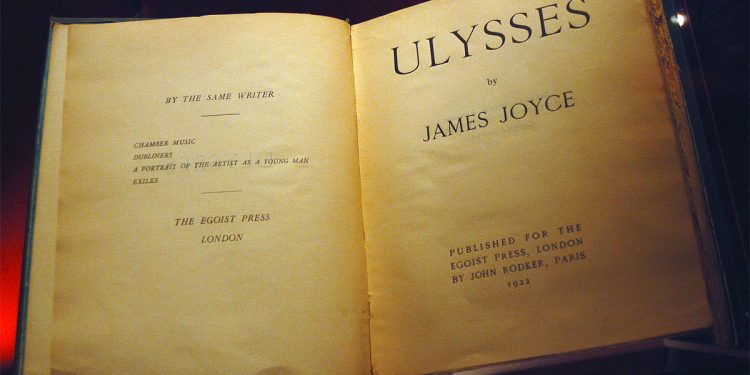 BY THE SAME WRITER
CHAMBER MUSIC
DUBLINERS
A PORTRAIT OF THE ARTIST AS A YOUNG MAN
EXILES
THE EGOIST PRESS
LONDON
ULYSSES
by
JAMES JOYCE
PUBLISHED FOR THE
EGOIST PRESS, LONDON
BY JOHN RODKER, PARIS
1922